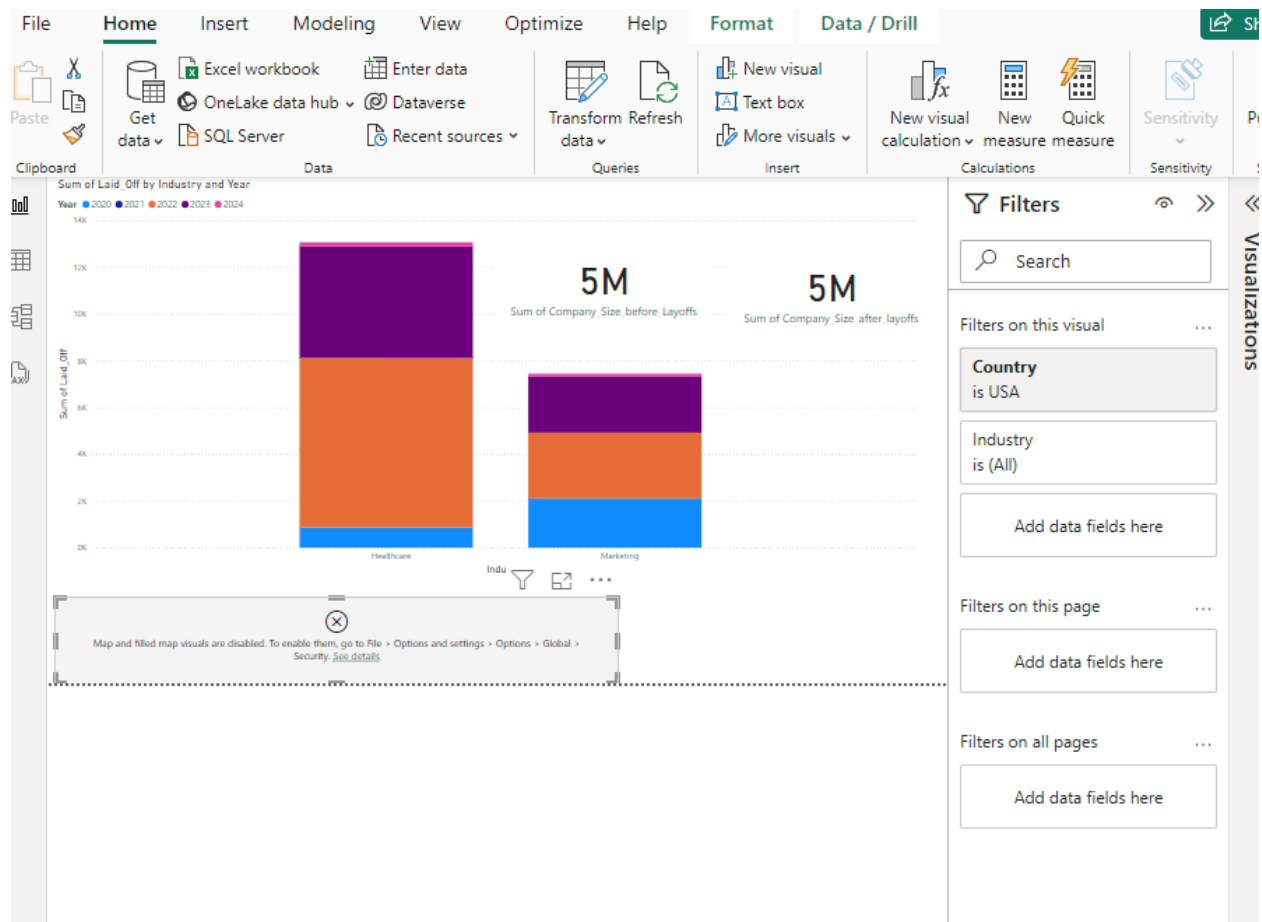 File Home Insert Modeling View Optimize Help Format Data / Drill Sh
Paste
Clipboard
Get data
Excel workbook
OneLake data hub
SQL Server
Enter data
Dataverse
Recent sources
Data
Transform data
Refresh
Queries
New visual
Text box
More visuals
Insert
New visual calculation
New measure
Quick measure
Calculations
Sensitivity
Sensitivity
Sum of Laid_Off by Industry and Year
Year 2020 2021 2022 2023 2024
14K
12K
10K
8K
6K
4K
2K
0K
Sum of Laid_Off
5M
Sum of Company_Size_before_Layoffs
5M
Sum of Company_Size_after_layoffs
Healthcare Marketing
Indu
Map and filled map visuals are disabled. To enable them, go to File > Options and settings > Options > Global >
Security. See details
Filters
Search
Filters on this visual ...
Country
is USA
Industry
is (All)
Add data fields here
Filters on this page ...
Add data fields here
Filters on all pages ...
Add data fields here
Visualizations